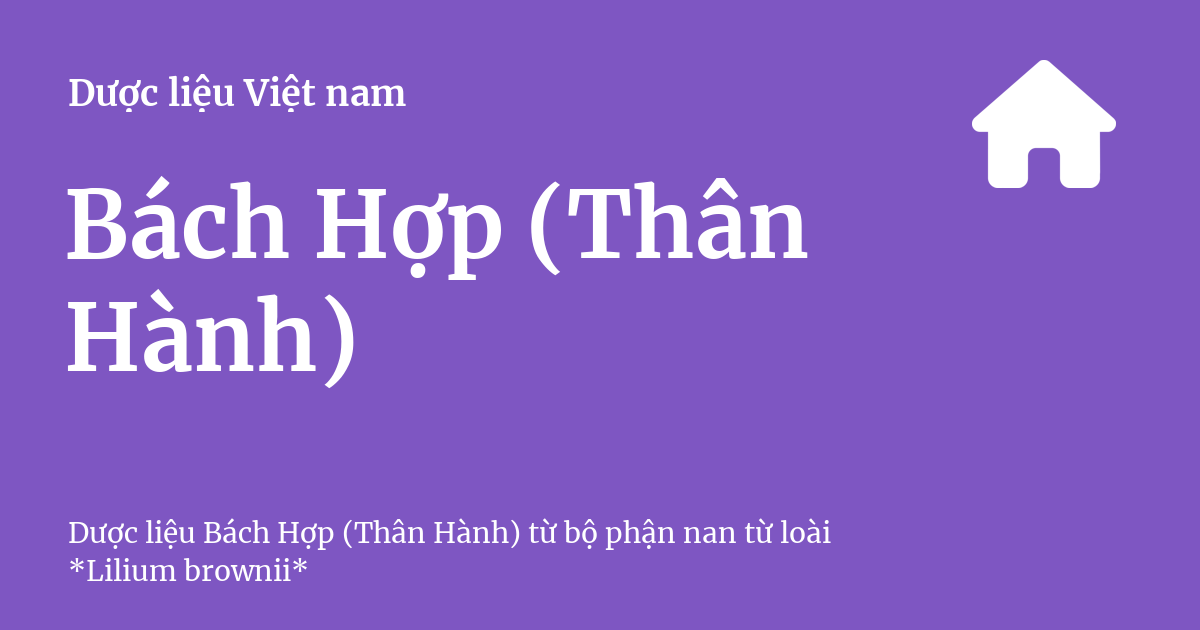 Dược liệu Việt nam
Bách Hợp (Thân
Hành)
Dược liệu Bách Hợp (Thân Hành) từ bộ phận nan từ loài
*Lilium brownii*